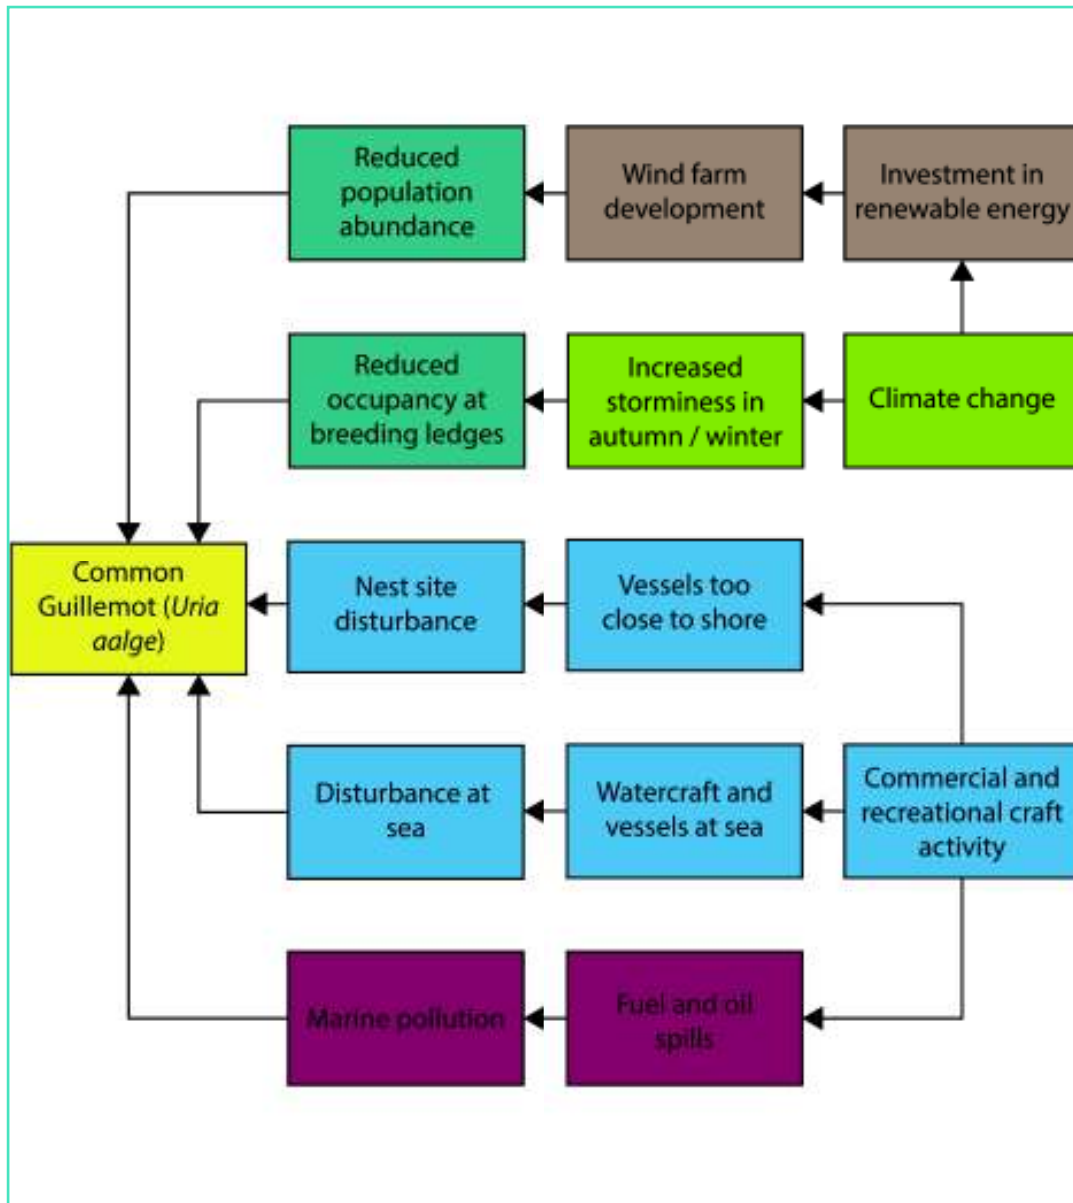 Reduced
population
abundance
Wind farm
development
Investment in
renewable energy
Reduced
occupancy at
breeding ledges
Increased
storminess in
autumn / winter
Climate change
Common
Guillemot (Uria
aalge)
Nest site
disturbance
Vessels too
close to shore
Disturbance at
sea
Watercraft and
vessels at sea
Commercial and
recreational craft
activity
Marine pollution
Fuel and oil
spills